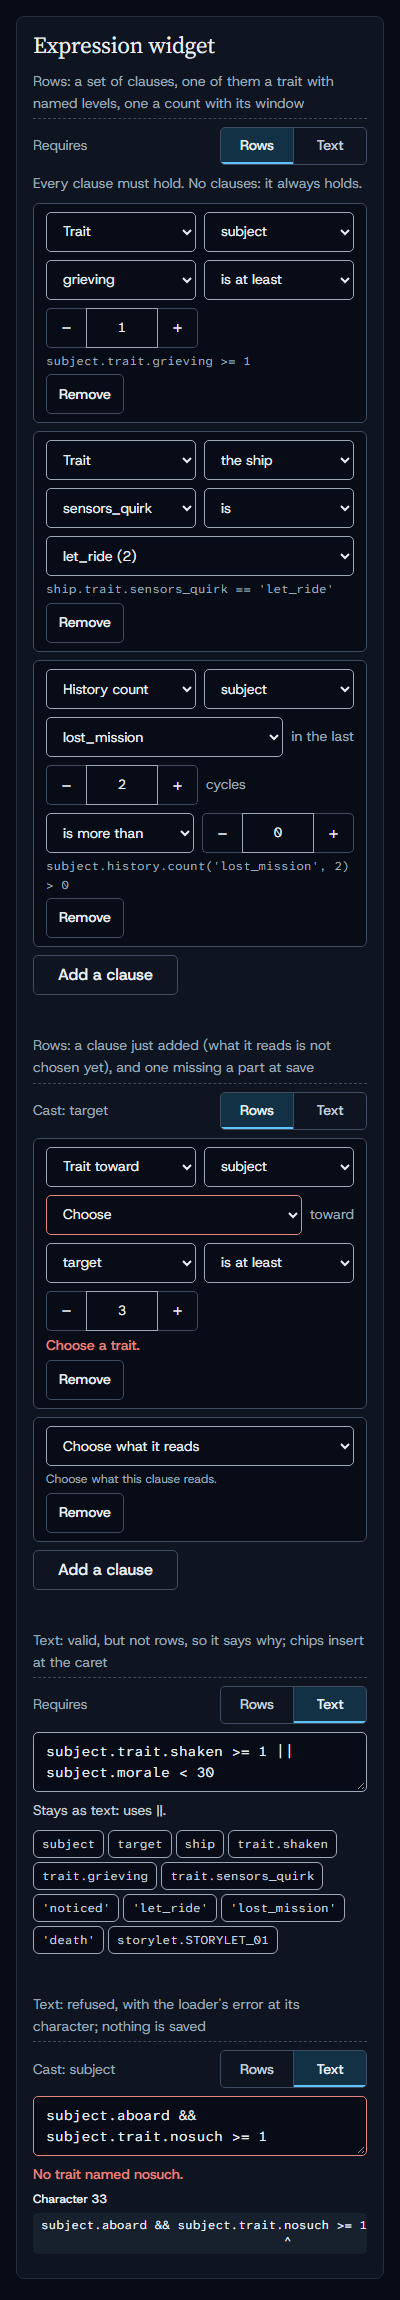 Expression widget
Rows: a set of clauses, one of them a trait with
named levels, one a count with its window
Requires
Rows
Text
Every clause must hold. No clauses: it always holds.
Trait
subject
grieving
is at least
− 1 +
subject.trait.grieving >= 1
Remove
Trait
the ship
sensors_quirk
is
let_ride (2)
ship.trait.sensors_quirk == 'let_ride'
Remove
History count
subject
lost_mission
in the last
− 2 + cycles
is more than
− 0 +
subject.history.count('lost_mission', 2)
> 0
Remove
Add a clause
Rows: a clause just added (what it reads is not
chosen yet), and one missing a part at save
Cast: target
Rows
Text
Trait toward
subject
Choose
toward
target
is at least
− 3 +
Choose a trait.
Remove
Choose what it reads
Choose what this clause reads.
Remove
Add a clause
Text: valid, but not rows, so it says why; chips insert
at the caret
Requires
Rows
Text
subject.trait.shaken >= 1 ||
subject.morale < 30
Stays as text: uses ||.
subject
target
ship
trait.shaken
trait.grieving
trait.sensors_quirk
'noticed'
'let_ride'
'lost_mission'
'death'
storylet.STORYLET_01
Text: refused, with the loader's error at its
character; nothing is saved
Cast: subject
Rows
Text
subject.aboard &&
subject.trait.nosuch >= 1
No trait named nosuch.
Character 33
subject.aboard && subject.trait.nosuch >= 1
^